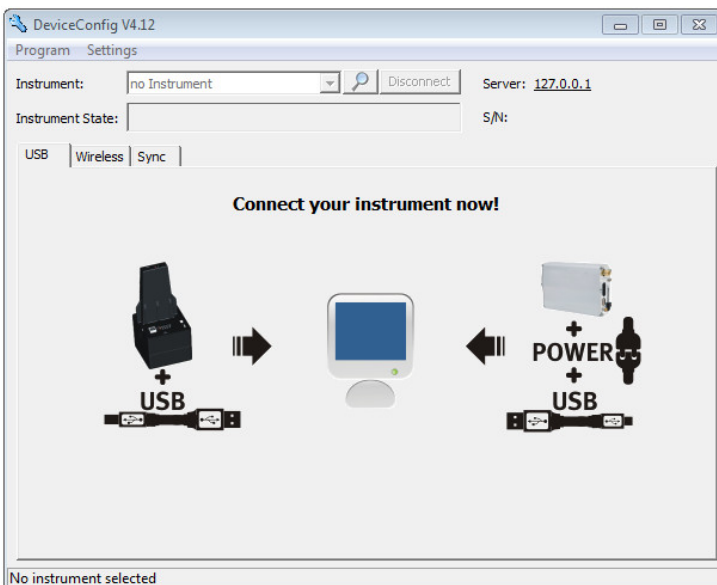 DeviceConfig V4.12
Program Settings
Instrument: no Instrument Disconnect Server: 127.0.0.1
Instrument State: S/N:
USB Wireless Sync
Connect your instrument now!
+
USB
+
POWER
+
USB
No instrument selected